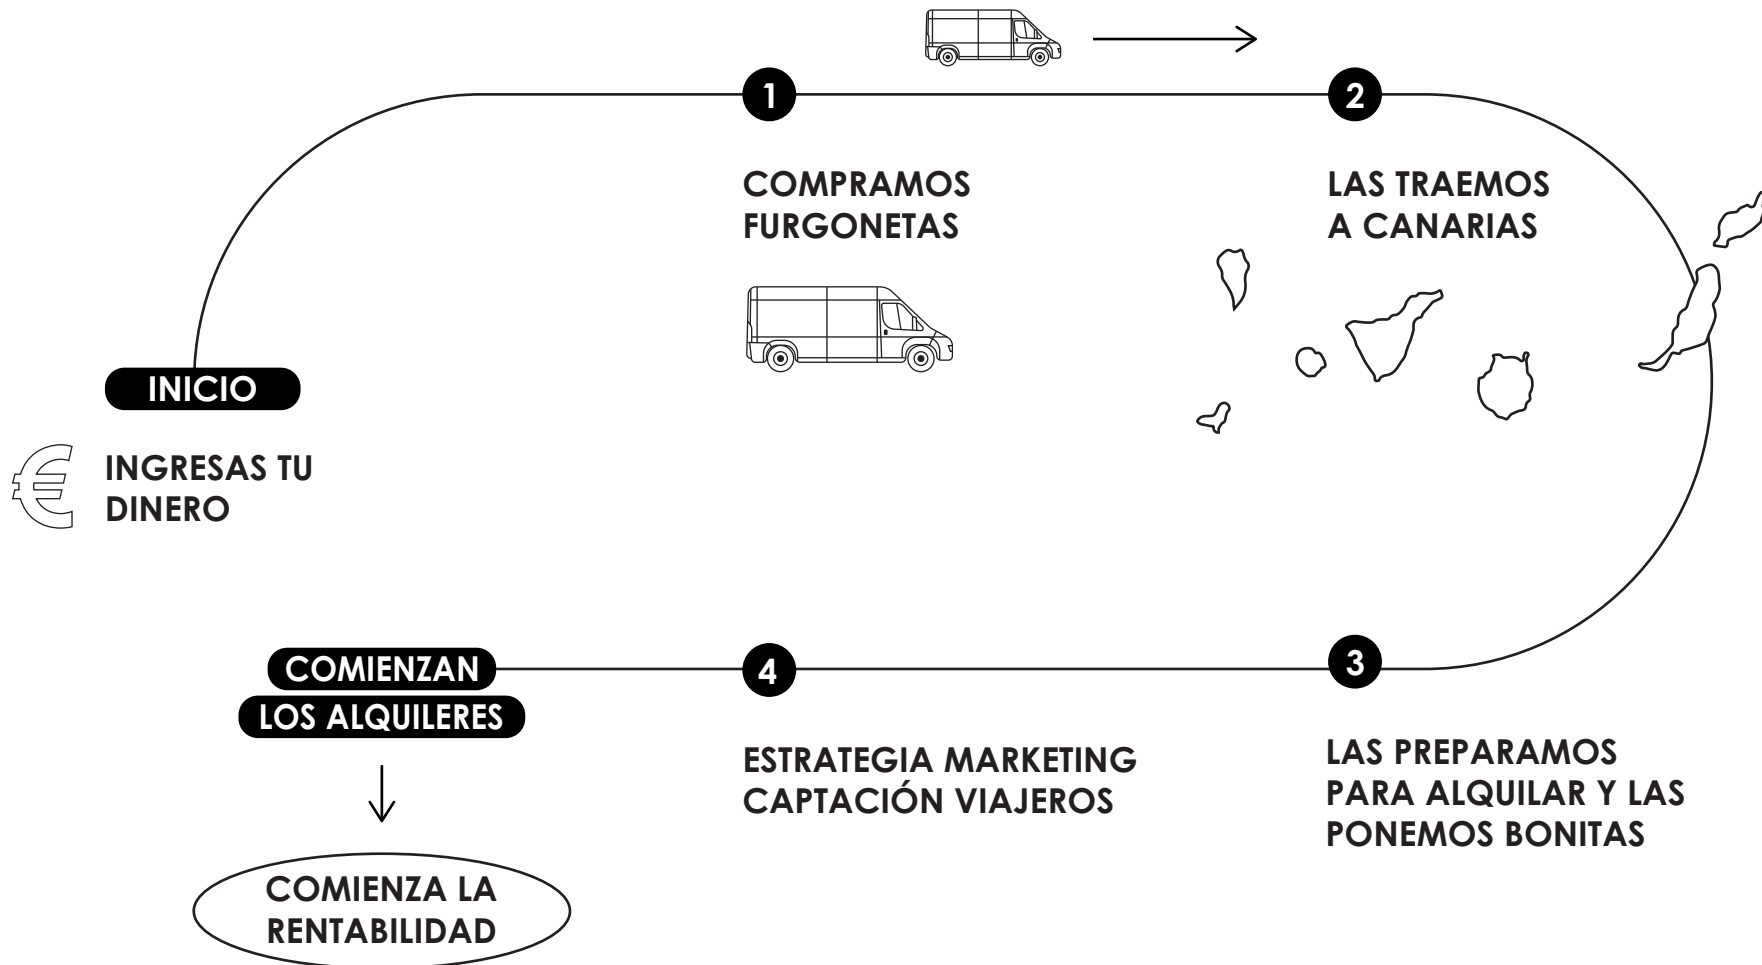 1
2
COMPRAMOS
FURGONETAS
LAS TRAEMOS
A CANARIAS
INICIO
€
INGRESAS TU
DINERO
COMIENZAN
LOS ALQUILERES
4
3
ESTRATEGIA MARKETING
CAPTACIÓN VIAJEROS
LAS PREPARAMOS
PARA ALQUILAR Y LAS
PONEMOS BONITAS
COMIENZA LA
RENTABILIDAD